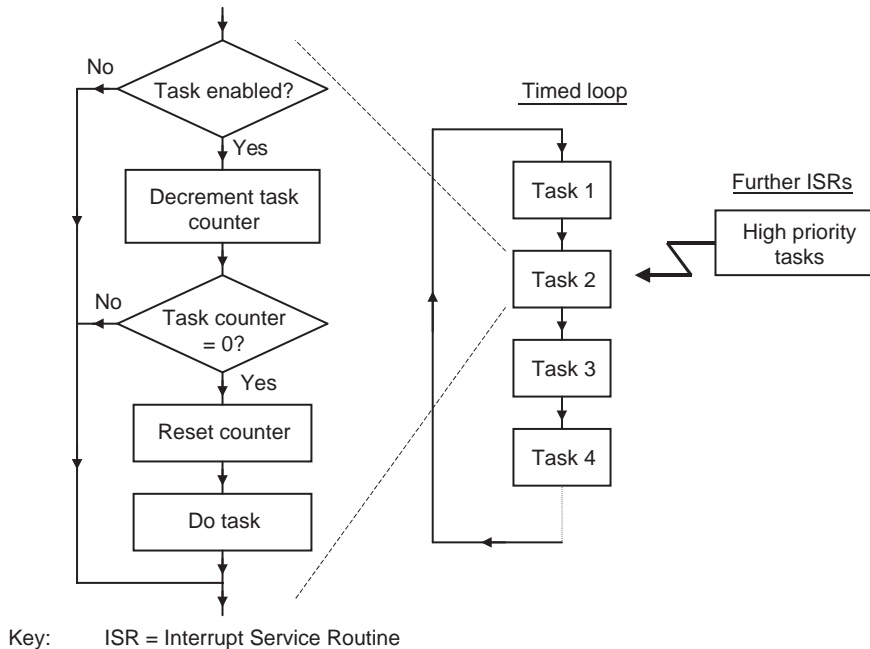 No
Task enabled?
Yes
Decrement task
counter
No
Task counter
= 0?
Yes
Reset counter
Do task
Timed loop
Task 1
Task 2
Task 3
Task 4
Further ISRs
High priority
tasks
Key: ISR = Interrupt Service Routine